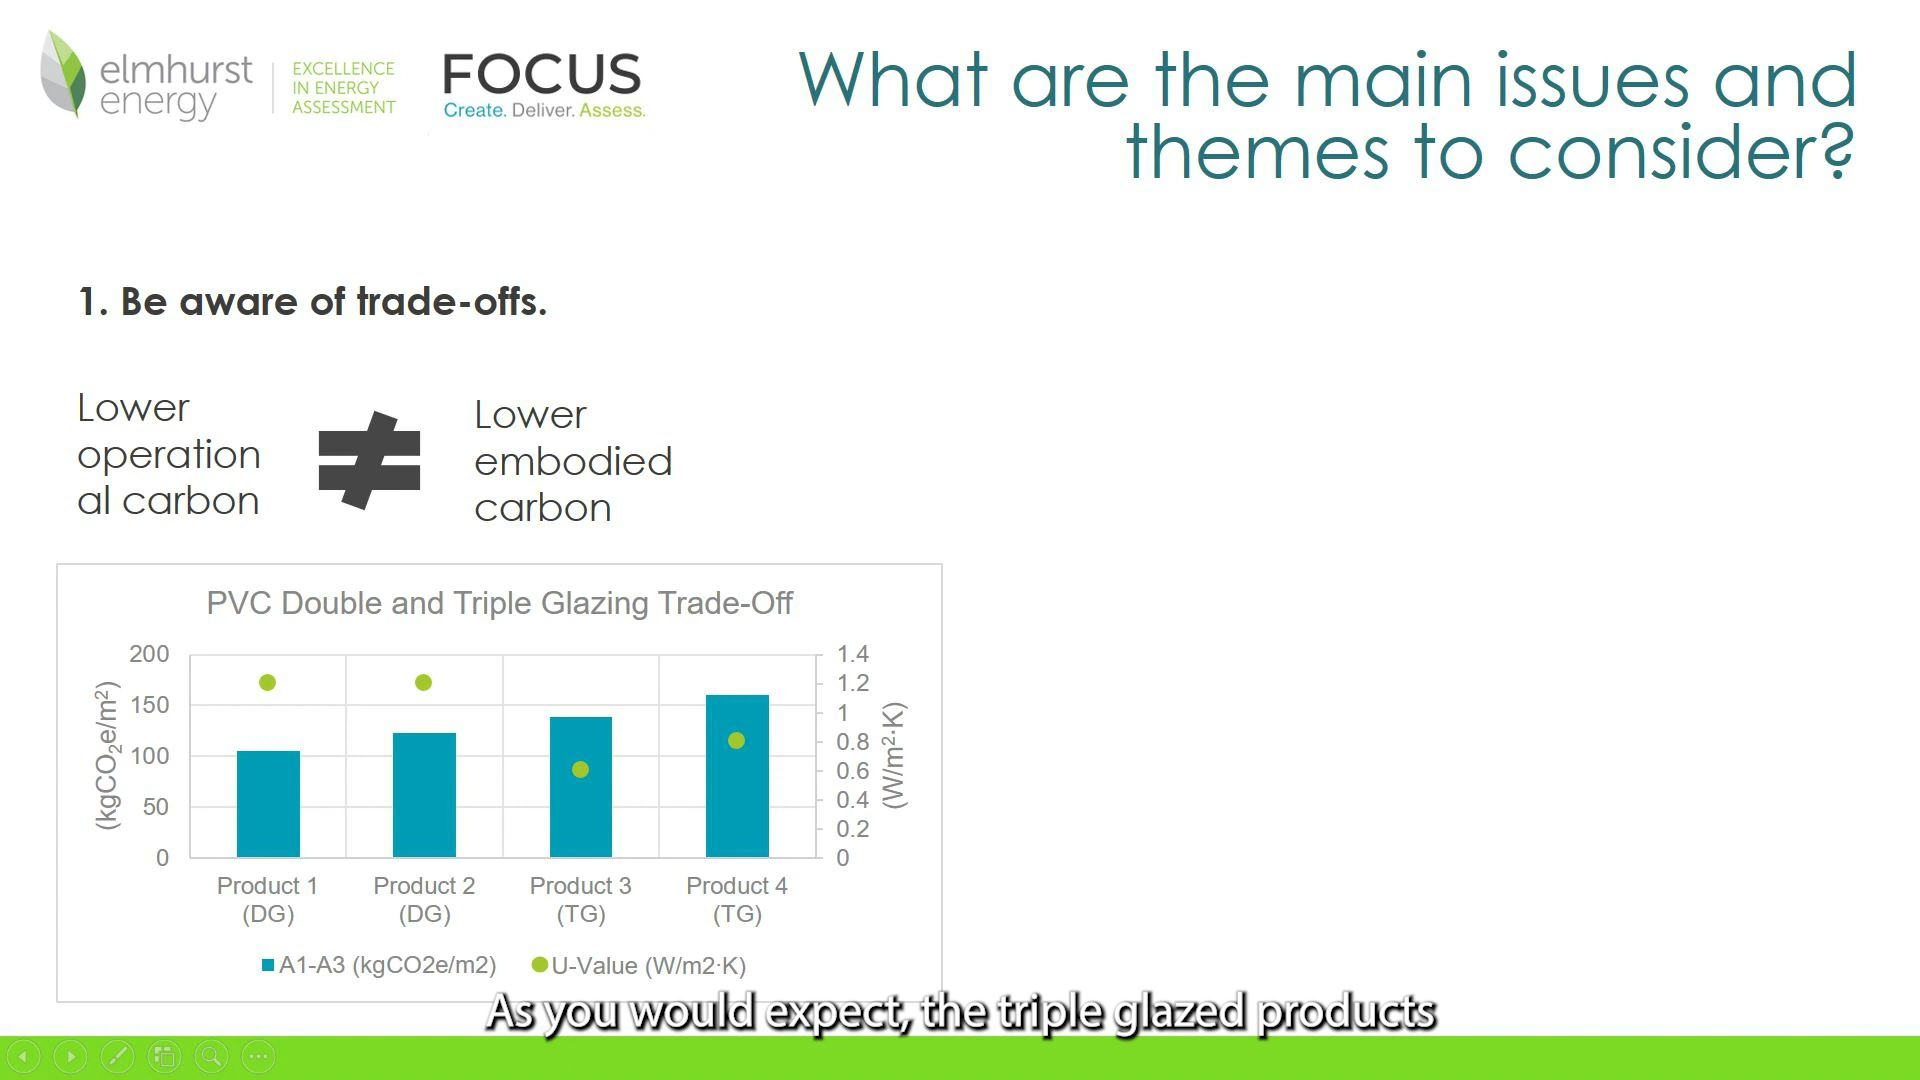 elmhurst
energy
EXCELLENCE
IN ENERGY
ASSESSMENT
FOCUS
Create. Deliver. Assess.
What are the main issues and
themes to consider?
1. Be aware of trade-offs.
Lower
operation
al carbon
≠
Lower
embodied
carbon
PVC Double and Triple Glazing Trade-Off
(kgCO₂e/m²)
200
150
100
50
0
1.4
1.2
1
0.8
0.6
0.4
0.2
0
(W/m²·K)
Product 1
(DG)
Product 2
(DG)
Product 3
(TG)
Product 4
(TG)
A1-A3 (kgCO2e/m2)
U-Value (W/m2·K)
As you would expect, the triple glazed products